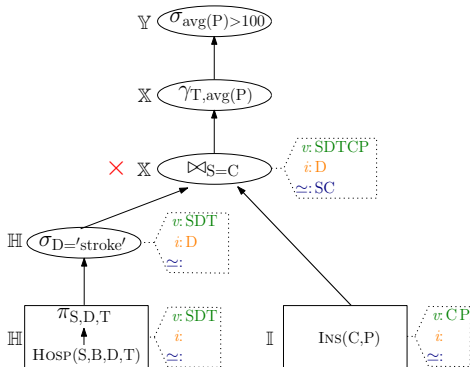 𝕐 σavg(P)>100
𝕏 γT,avg(P)
× 𝕏 ⋈S=C
v: SDTCP
i: D
≃: SC
ℍ σD='stroke'
v: SDT
i: D
≃:
ℍ πS,D,T
Hosp(S,B,D,T)
v: SDT
i:
≃:
𝕀 Ins(C,P)
v: CP
i:
≃: